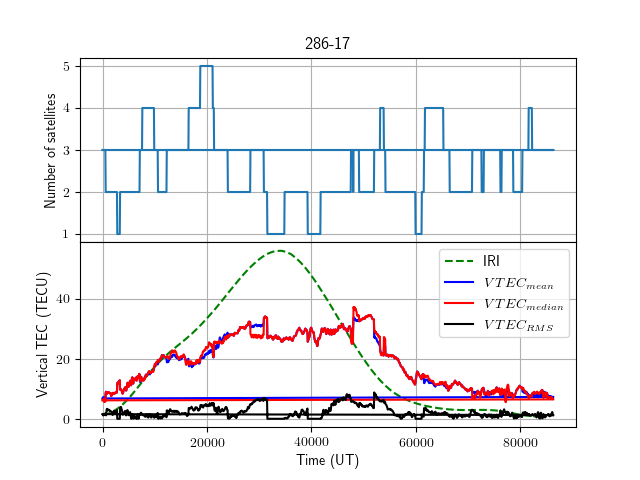 286-17
Number of satellites
5
4
3
2
1
Vertical TEC (TECU)
40
20
0
IRI
VTEC_mean
VTEC_median
VTEC_RMS
0 20000 40000 60000 80000
Time (UT)